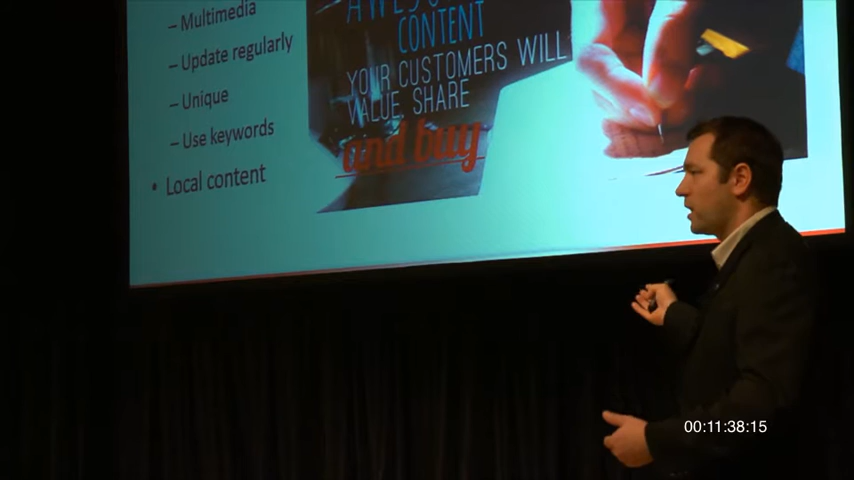 – Multimedia
– Update regularly
– Unique
– Use keywords
• Local content
CONTENT
YOUR CUSTOMERS WILL
VALUE, SHARE
and buy
00:11:38:15